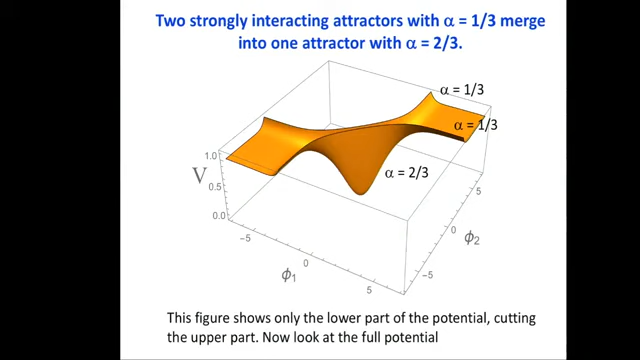 Two strongly interacting attractors with α = 1/3 merge
into one attractor with α = 2/3.
α = 1/3
α = 1/3
α = 2/3
1.0
V
0.5
0.0
5
ϕ2
-5
-5
0
ϕ1
5
This figure shows only the lower part of the potential, cutting
the upper part. Now look at the full potential